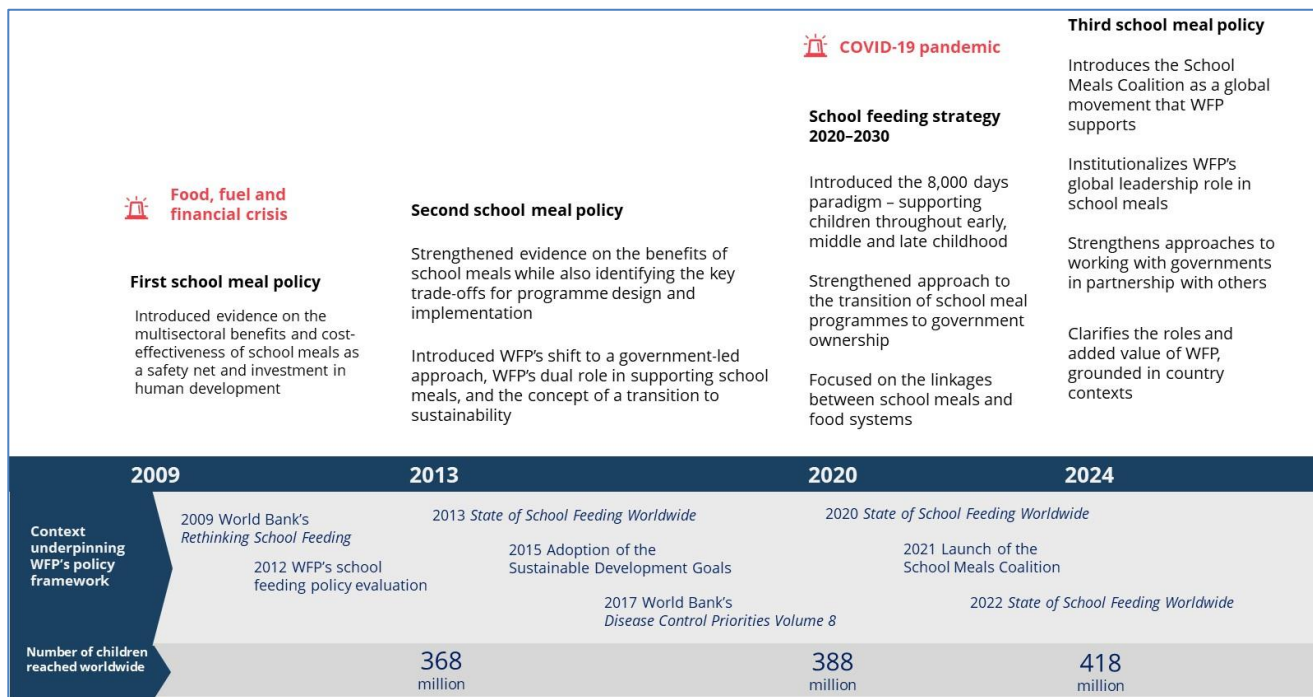 Food, fuel and
financial crisis
First school meal policy
Introduced evidence on the
multisectoral benefits and cost-
effectiveness of school meals as
a safety net and investment in
human development
Second school meal policy
Strengthened evidence on the benefits of
school meals while also identifying the key
trade-offs for programme design and
implementation
Introduced WFP's shift to a government-led
approach, WFP's dual role in supporting school
meals, and the concept of a transition to
sustainability
COVID-19 pandemic
School feeding strategy
2020–2030
Introduced the 8,000 days
paradigm – supporting
children throughout early,
middle and late childhood
Strengthened approach to
the transition of school meal
programmes to government
ownership
Focused on the linkages
between school meals and
food systems
Third school meal policy
Introduces the School
Meals Coalition as a global
movement that WFP
supports
Institutionalizes WFP's
global leadership role in
school meals
Strengthens approaches to
working with governments
in partnership with others
Clarifies the roles and
added value of WFP,
grounded in country
contexts
2009
2013
2020
2024
Context
underpinning
WFP's policy
framework
2009 World Bank's
Rethinking School Feeding
2012 WFP's school
feeding policy evaluation
2013 State of School Feeding Worldwide
2015 Adoption of the
Sustainable Development Goals
2017 World Bank's
Disease Control Priorities Volume 8
2020 State of School Feeding Worldwide
2021 Launch of the
School Meals Coalition
2022 State of School Feeding Worldwide
Number of children
reached worldwide
368
million
388
million
418
million